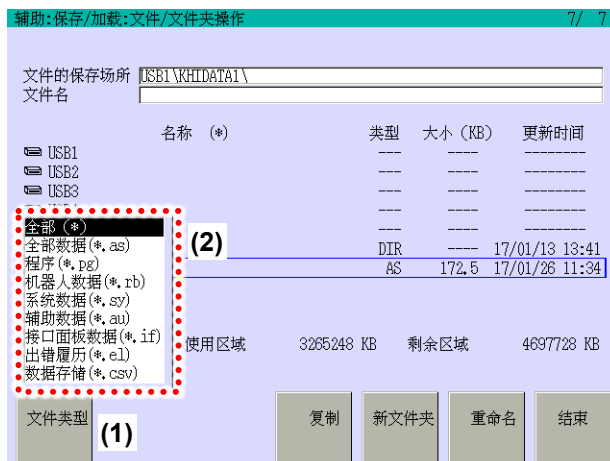 辅助:保存/加载:文件/文件夹操作 7/ 7
文件的保存场所 USB1\KHIDATA1\
文件名
名称 (*) 类型 大小 (KB) 更新时间
USB1 --- ---- --------
USB2 --- ---- --------
USB3 --- ---- --------
--- ---- --------
--- ---- --------
DIR ---- 17/01/13 13:41
AS 172.5 17/01/26 11:34
全部 (*)
全部数据(*.as)
程序(*.pg)
机器人数据(*.rb)
系统数据(*.sy)
辅助数据(*.au)
接口面板数据(*.if)
出错履历(*.el)
数据存储(*.csv)
(2)
使用区域 3265248 KB 剩余区域 4697728 KB
文件类型 复制 新文件夹 重命名 结束
(1)